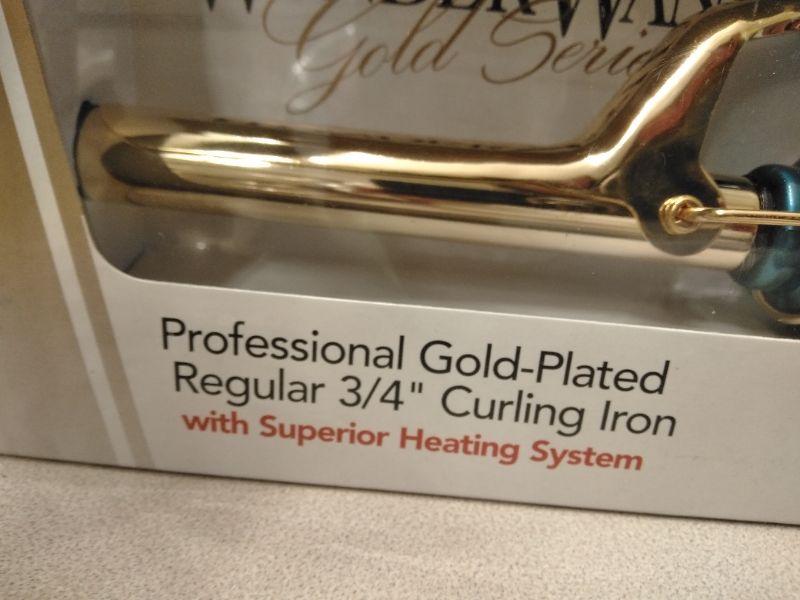 Gold Series
Professional Gold-Plated
Regular 3/4" Curling Iron
with Superior Heating System